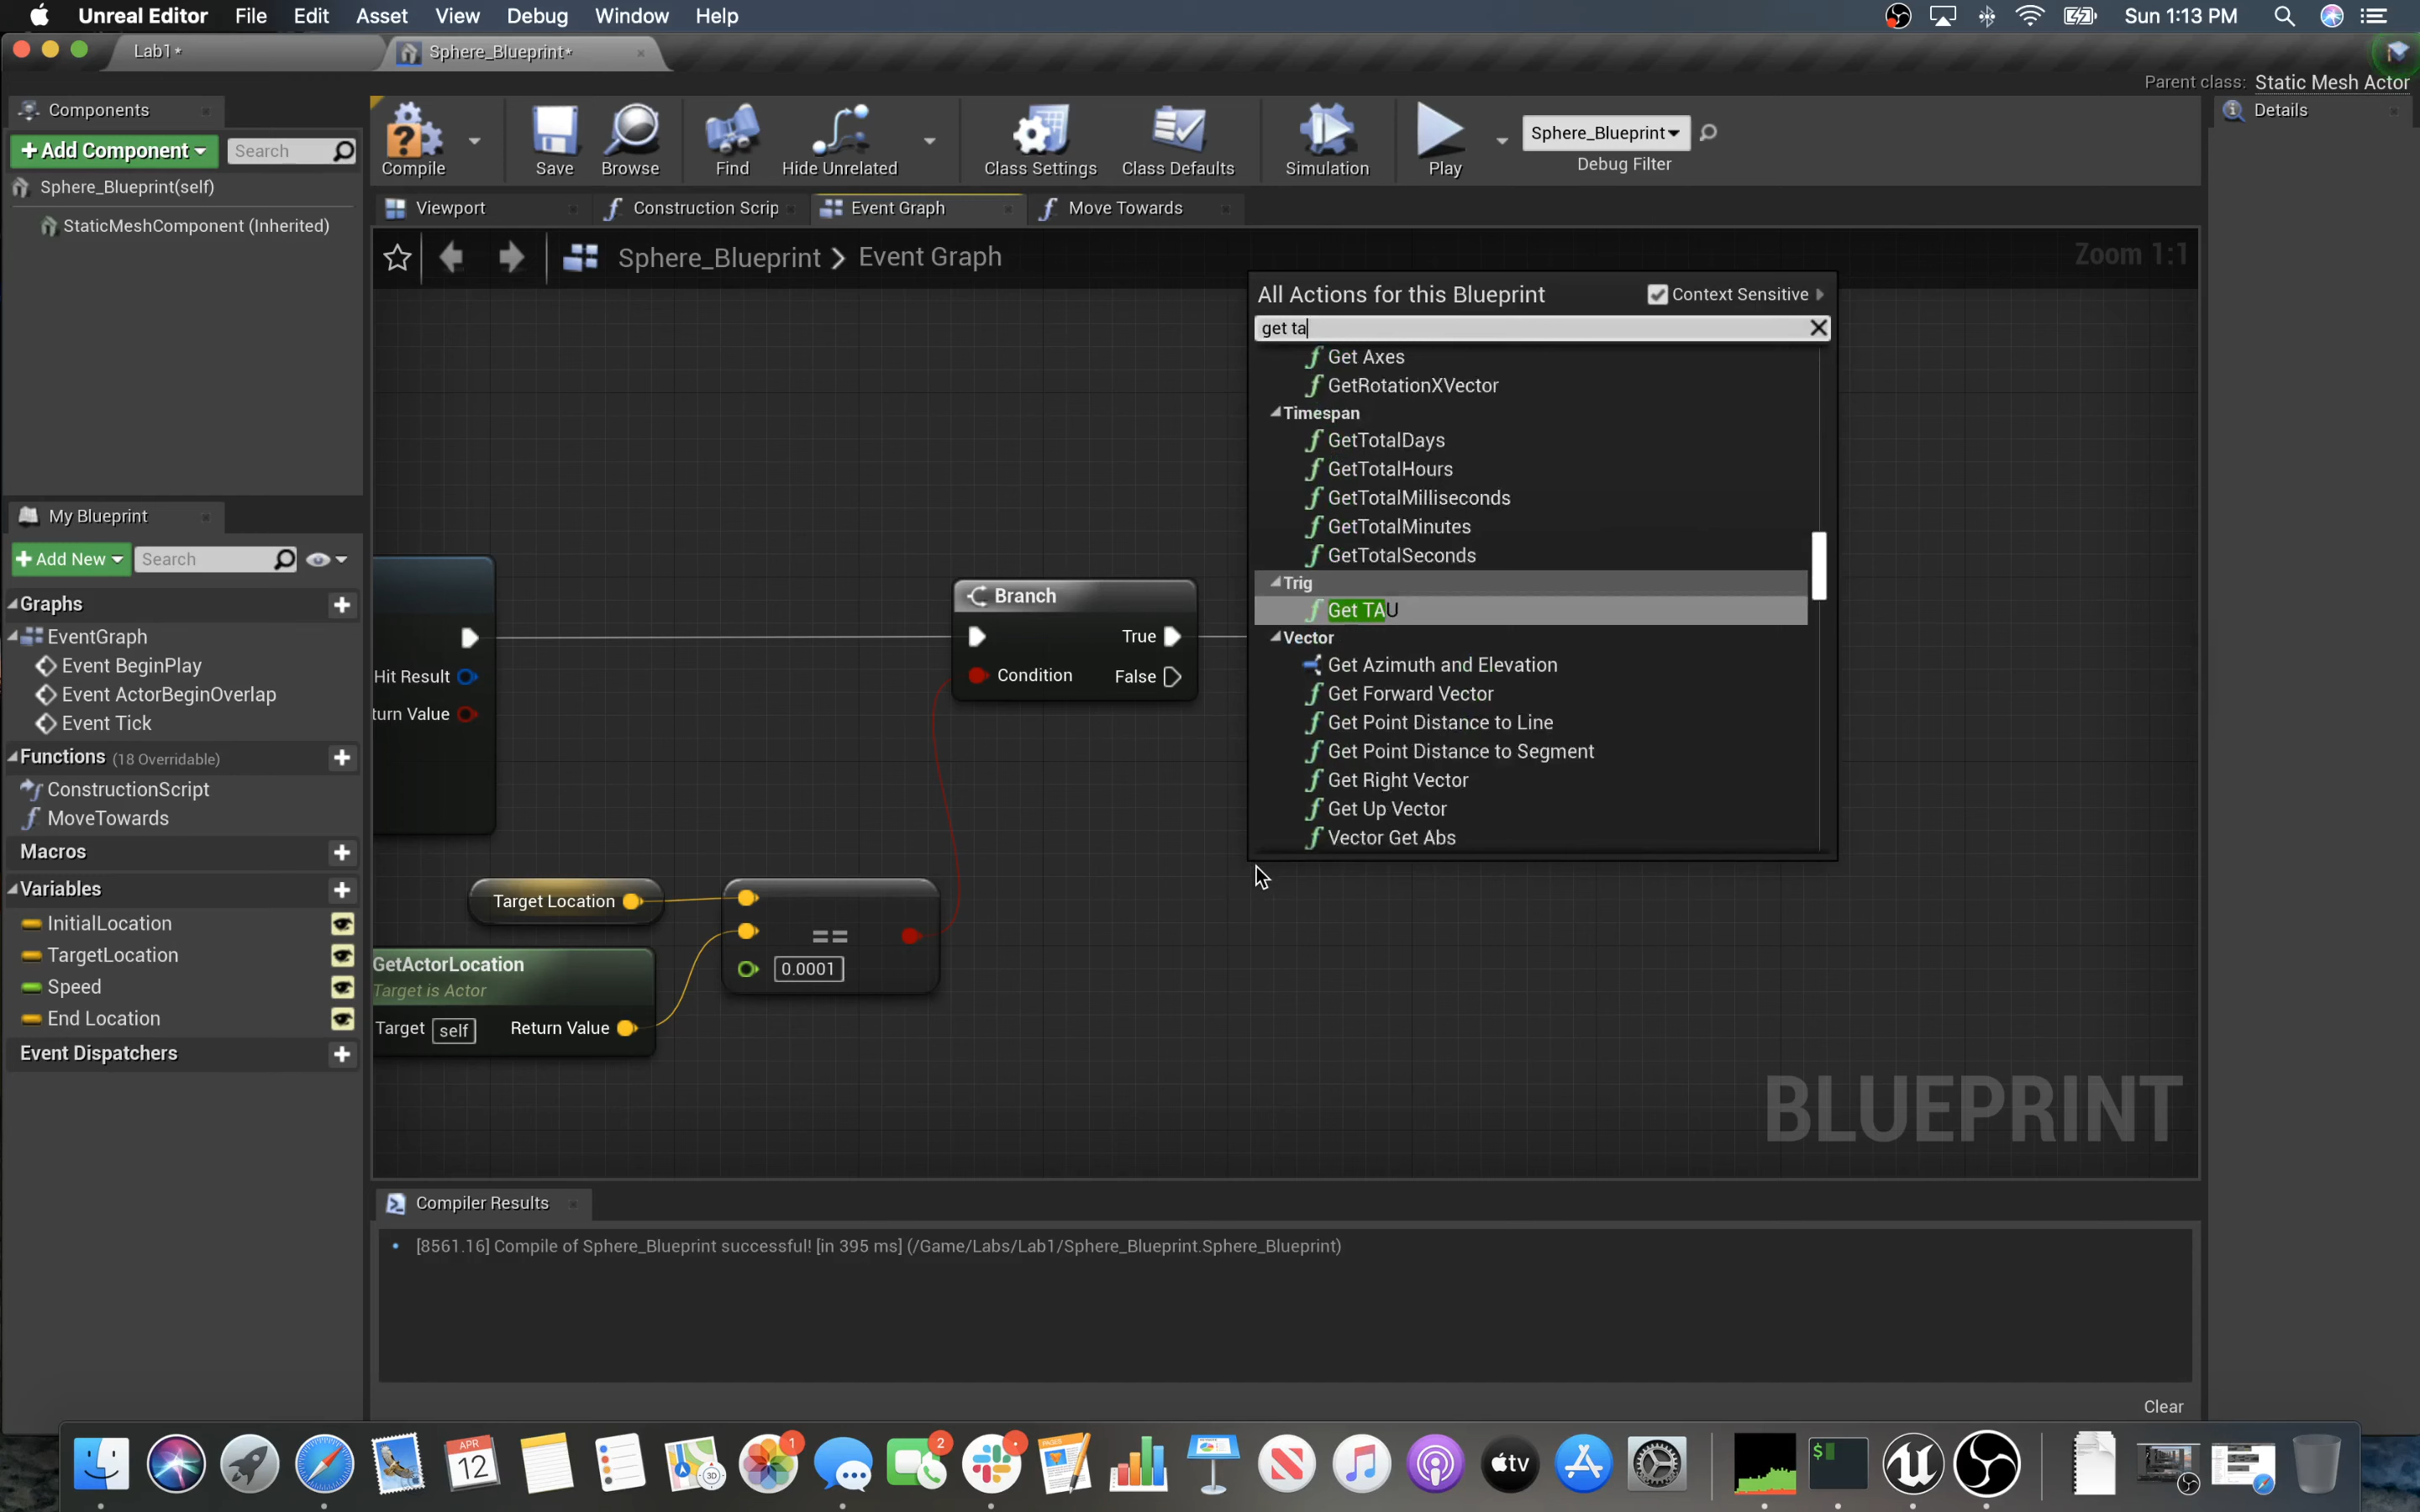 Unreal Editor File Edit Asset View Debug Window Help Sun 1:13 PM
Lab1*
Sphere_Blueprint*
Parent class: Static Mesh Actor
Components
Details
+ Add Component
Search
Sphere_Blueprint(self)
StaticMeshComponent (Inherited)
Compile
Save
Browse
Find
Hide Unrelated
Class Settings
Class Defaults
Simulation
Play
Sphere_Blueprint
Debug Filter
Viewport
Construction Scrip
Event Graph
Move Towards
Sphere_Blueprint > Event Graph
Zoom 1:1
All Actions for this Blueprint
Context Sensitive
get ta
Get Axes
GetRotationXVector
Timespan
GetTotalDays
GetTotalHours
GetTotalMilliseconds
GetTotalMinutes
GetTotalSeconds
Trig
Get TAU
Vector
Get Azimuth and Elevation
Get Forward Vector
Get Point Distance to Line
Get Point Distance to Segment
Get Right Vector
Get Up Vector
Vector Get Abs
Hit Result
turn Value
Branch
True
Condition
False
Target Location
==
0.0001
GetActorLocation
Target is Actor
Target self Return Value
BLUEPRINT
My Blueprint
+ Add New
Search
Graphs
EventGraph
Event BeginPlay
Event ActorBeginOverlap
Event Tick
Functions (18 Overridable)
ConstructionScript
MoveTowards
Macros
Variables
InitialLocation
TargetLocation
Speed
End Location
Event Dispatchers
Compiler Results
[8561.16] Compile of Sphere_Blueprint successful! [in 395 ms] (/Game/Labs/Lab1/Sphere_Blueprint.Sphere_Blueprint)
Clear
APR
12
3D
1
2
PAGES
tv
$